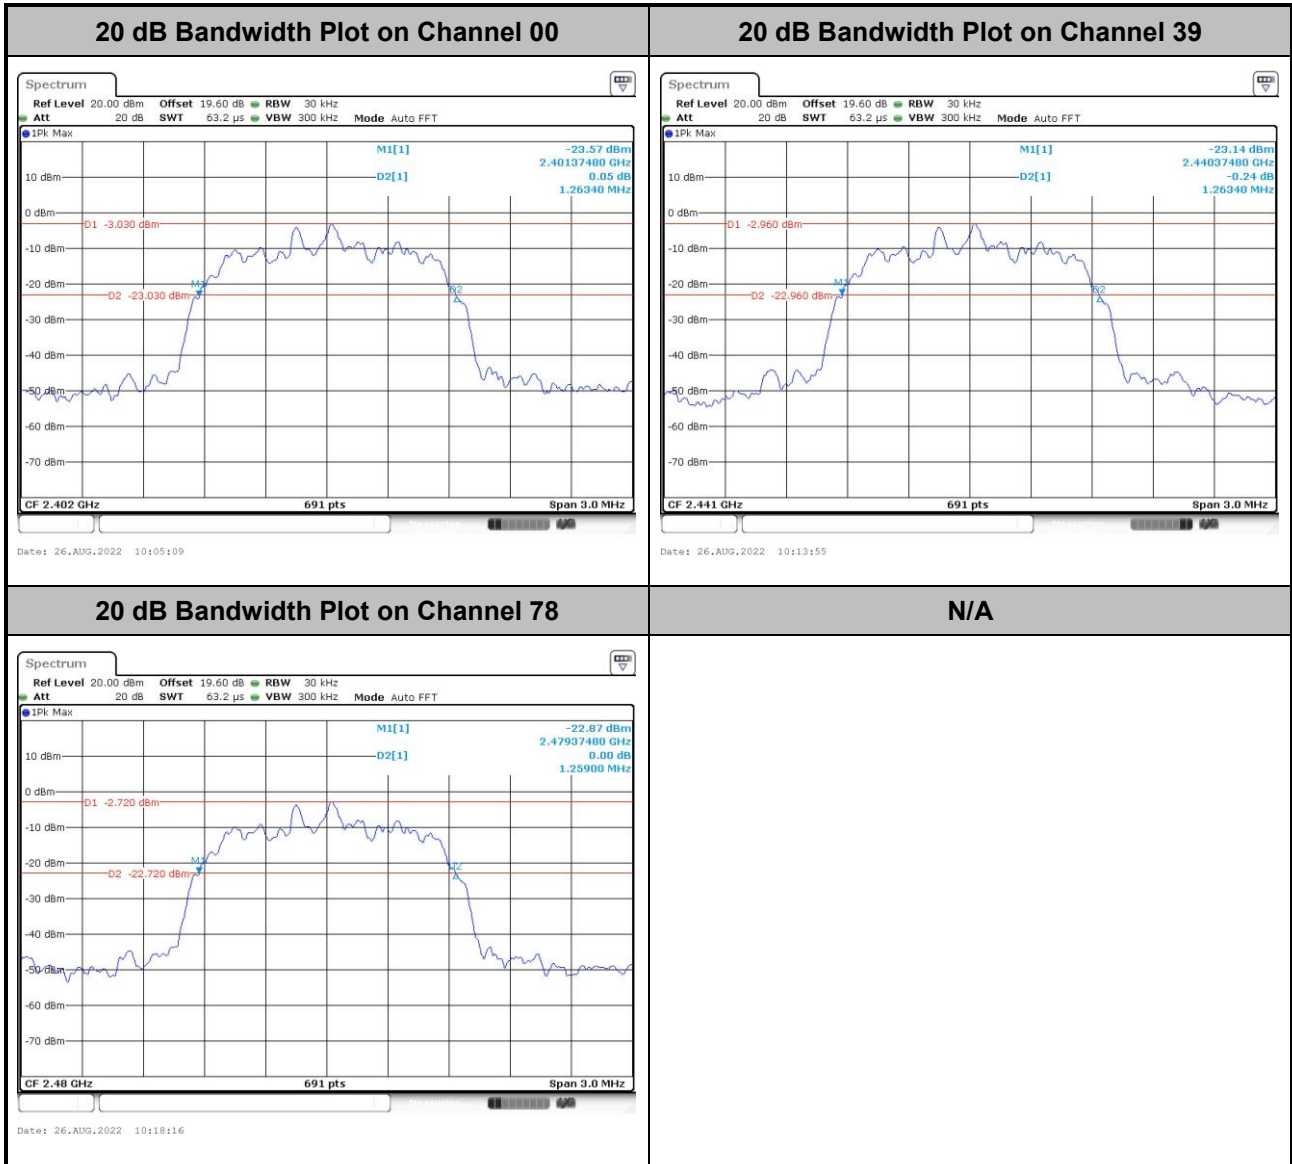 20 dB Bandwidth Plot on Channel 00
20 dB Bandwidth Plot on Channel 39
Spectrum
Ref Level 20.00 dBm Offset 19.60 dB RBW 30 kHz
Att 20 dB SWT 63.2 µs VBW 300 kHz Mode Auto FFT
1Pk Max
M1[1] -23.57 dBm
2.40137480 GHz
10 dBm D2[1] 0.05 dB
1.26340 MHz
0 dBm
D1 -3.030 dBm
-10 dBm
-20 dBm
M1
D2 -23.030 dBm
D2
-30 dBm
-40 dBm
-50 dBm
-60 dBm
-70 dBm
CF 2.402 GHz 691 pts Span 3.0 MHz
Date: 26.AUG.2022 10:05:09
Spectrum
Ref Level 20.00 dBm Offset 19.60 dB RBW 30 kHz
Att 20 dB SWT 63.2 µs VBW 300 kHz Mode Auto FFT
1Pk Max
M1[1] -23.14 dBm
2.44037480 GHz
10 dBm D2[1] -0.24 dB
1.26340 MHz
0 dBm
D1 -2.960 dBm
-10 dBm
-20 dBm
M1
D2 -22.960 dBm
D2
-30 dBm
-40 dBm
-50 dBm
-60 dBm
-70 dBm
CF 2.441 GHz 691 pts Span 3.0 MHz
Date: 26.AUG.2022 10:13:55
20 dB Bandwidth Plot on Channel 78
N/A
Spectrum
Ref Level 20.00 dBm Offset 19.60 dB RBW 30 kHz
Att 20 dB SWT 63.2 µs VBW 300 kHz Mode Auto FFT
1Pk Max
M1[1] -22.87 dBm
2.47937480 GHz
10 dBm D2[1] 0.00 dB
1.25900 MHz
0 dBm
D1 -2.720 dBm
-10 dBm
-20 dBm
M1
D2 -22.720 dBm
D2
-30 dBm
-40 dBm
-50 dBm
-60 dBm
-70 dBm
CF 2.48 GHz 691 pts Span 3.0 MHz
Date: 26.AUG.2022 10:18:16